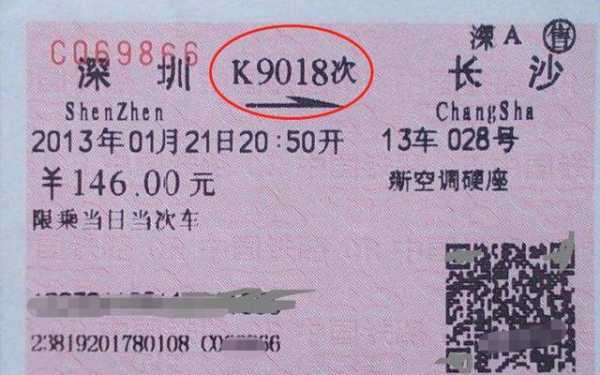 深A 售
C069866
深圳 K9018次 长沙
ShenZhen ChangSha
2013年01月21日20:50开 13车 028号
￥146.00元 新空调硬座
限乘当日当次车
23819201780108 C0 66